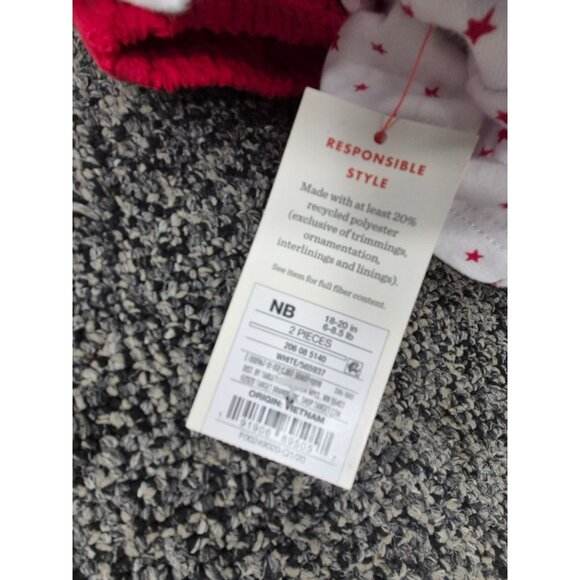 RESPONSIBLE
STYLE
Made with at least 20%
recycled polyester
(exclusive of trimmings,
ornamentation,
interlinings and linings).
See item for full fiber content.
NB 18-20 in
6-8.5 lb
2 PIECES
206 08 5140
WHITE/565937
ORIGIN: VIETNAM